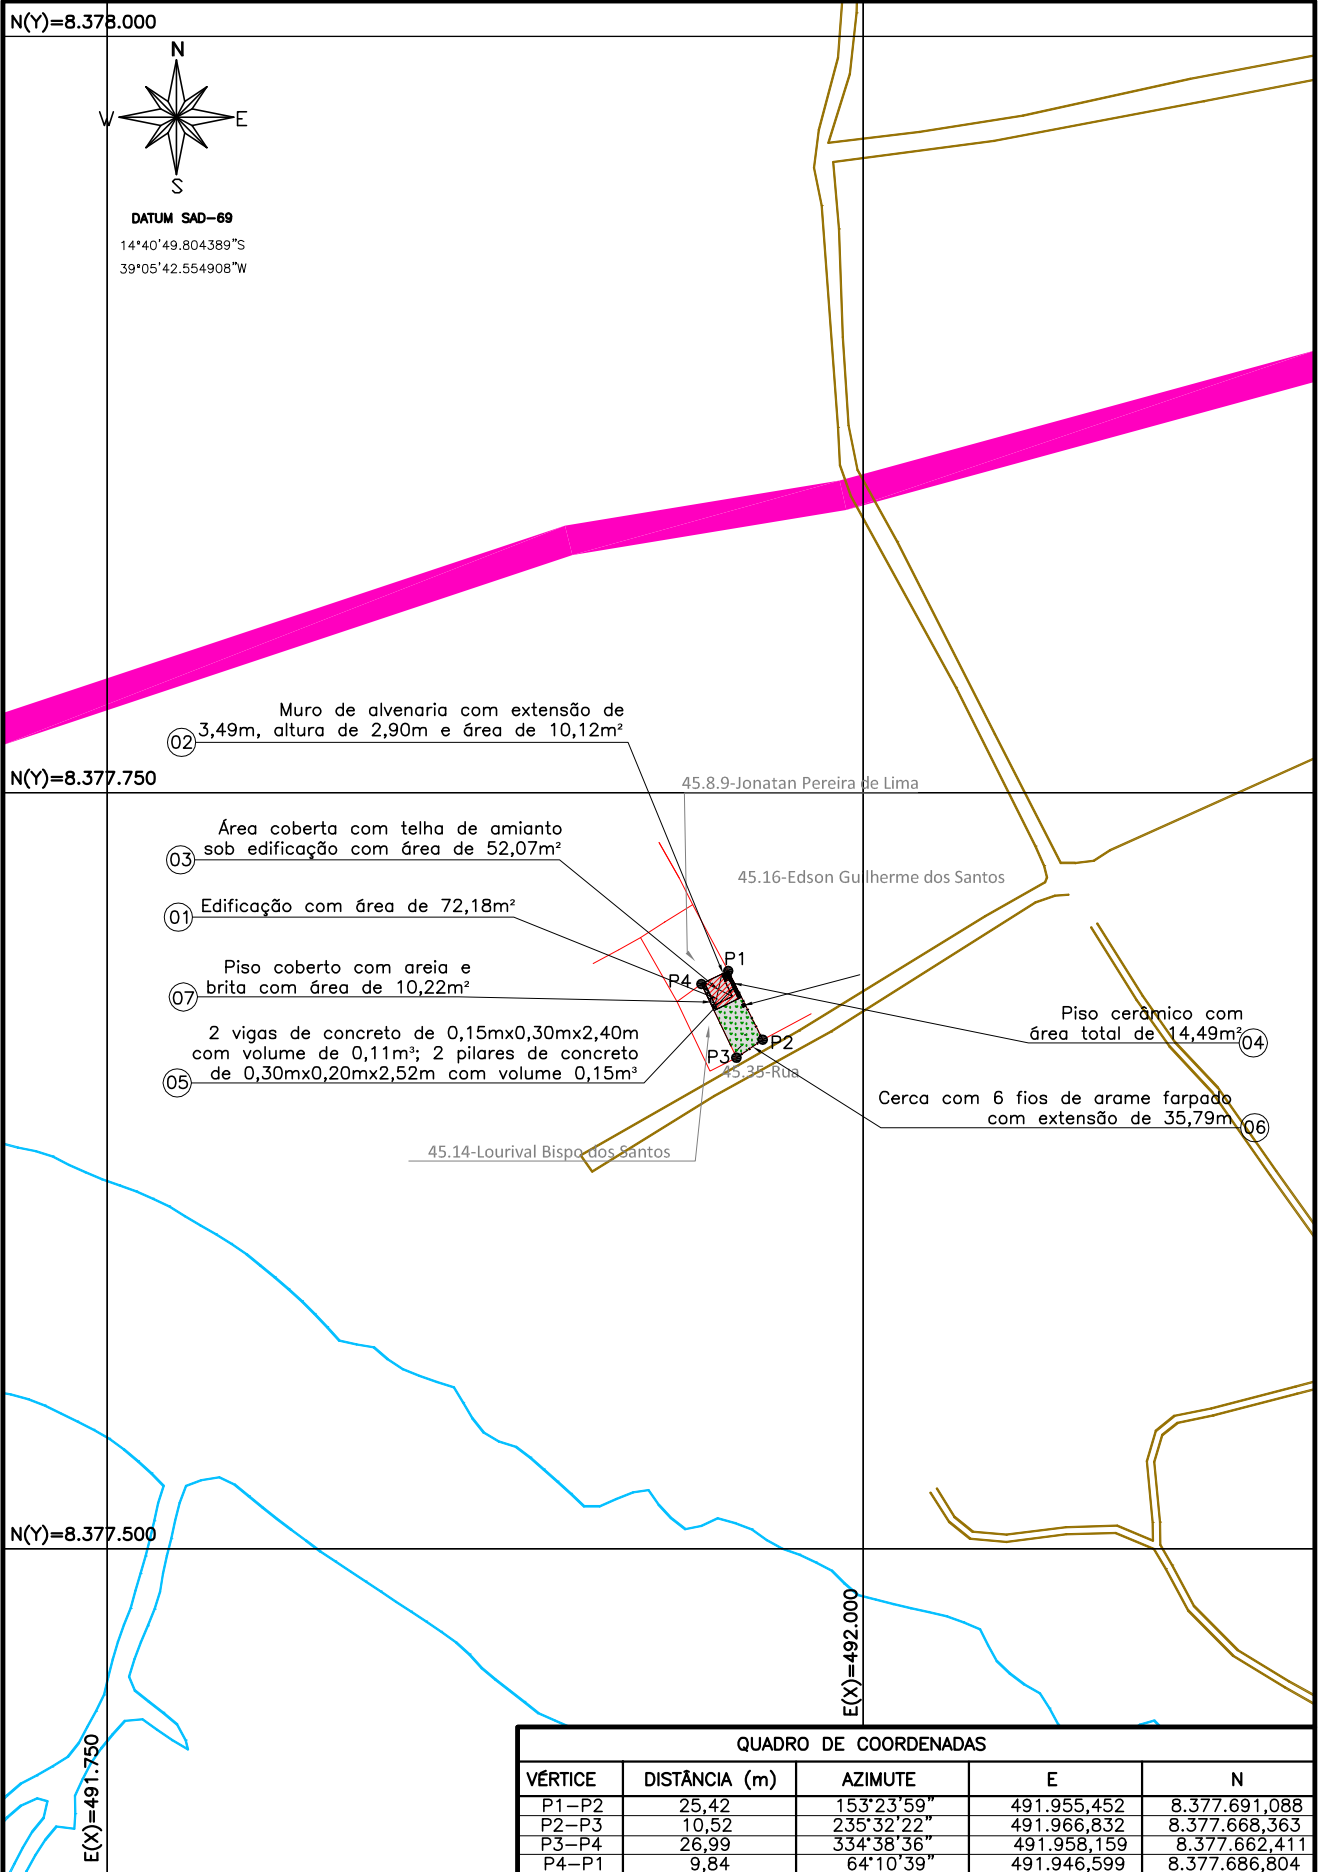 N(Y)=8.378.000
N
W
E
S
DATUM SAD-69
14°40'49.804389"S
39°05'42.554908"W
Muro de alvenaria com extensão de
02
3,49m, altura de 2,90m e área de 10,12m²
N(Y)=8.377.750
45.8.9-Jonatan Pereira de Lima
Área coberta com telha de amianto
03
sob edificação com área de 52,07m²
45.16-Edson Guilherme dos Santos
01
Edificação com área de 72,18m²
P1
P4
Piso coberto com areia e
07
brita com área de 10,22m²
Piso cerâmico com
área total de 14,49m²
04
2 vigas de concreto de 0,15mx0,30mx2,40m
com volume de 0,11m³; 2 pilares de concreto
05
de 0,30mx0,20mx2,52m com volume 0,15m³
P2
P3
45.35-Rua
Cerca com 6 fios de arame farpado
com extensão de 35,79m
06
45.14-Lourival Bispo dos Santos
N(Y)=8.377.500
E(X)=492.000
E(X)=491.750
QUADRO DE COORDENADAS
VÉRTICE DISTÂNCIA (m) AZIMUTE E N
P1-P2 25,42 153°23'59" 491.955,452 8.377.691,088
P2-P3 10,52 235°32'22" 491.966,832 8.377.668,363
P3-P4 26,99 334°38'36" 491.958,159 8.377.662,411
P4-P1 9,84 64°10'39" 491.946,599 8.377.686,804